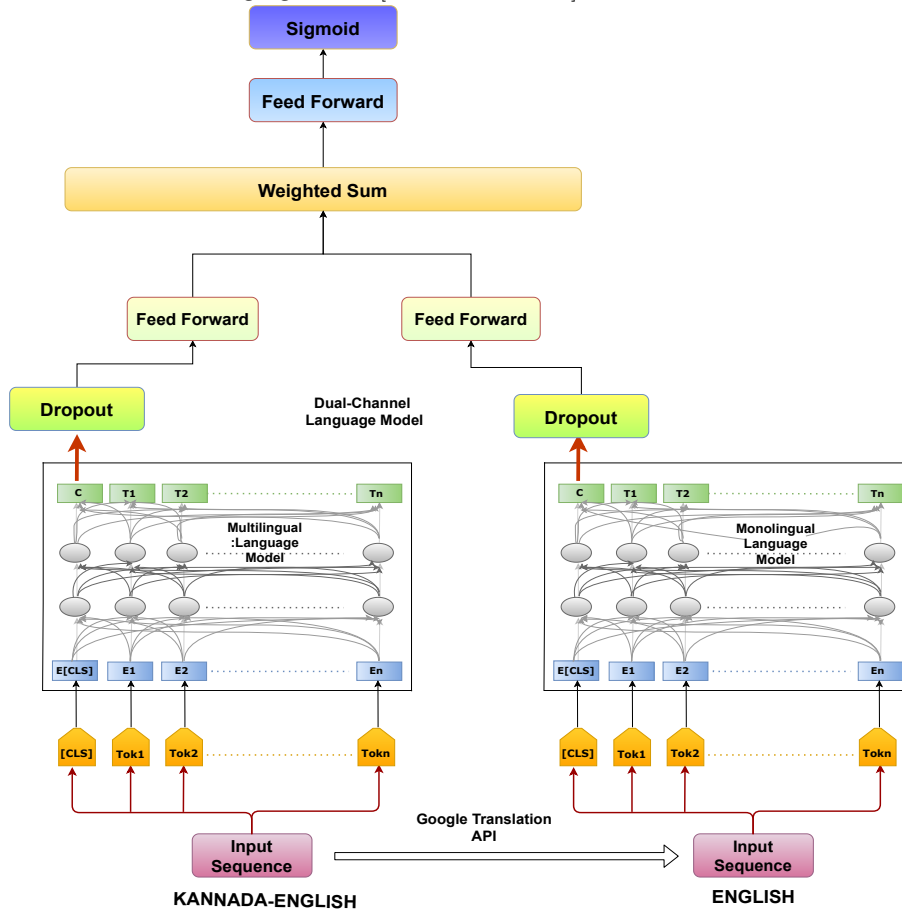 Sigmoid
Feed Forward
Weighted Sum
Feed Forward
Feed Forward
Dropout
Dual-Channel
Language Model
Dropout
C T1 T2 Tn
Multilingual
:Language
Model
E[CLS] E1 E2 En
[CLS] Tok1 Tok2 Tokn
C T1 T2 Tn
Monolingual
Language
Model
E[CLS] E1 E2 En
[CLS] Tok1 Tok2 Tokn
Input
Sequence
Google Translation
API
Input
Sequence
KANNADA-ENGLISH
ENGLISH